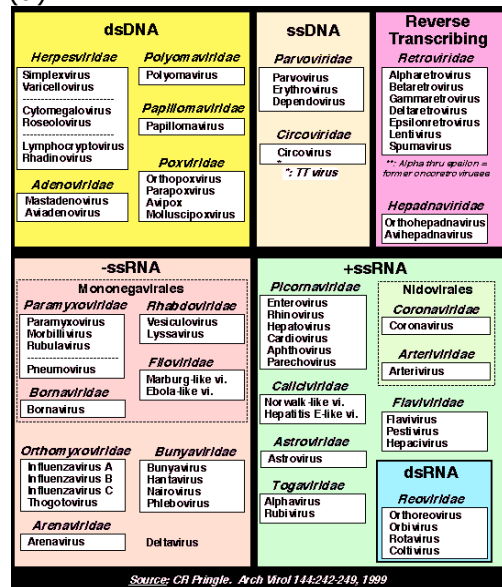 dsDNA
Herpesviridae
Simplexvirus
Varicellovirus
Cytomegalovirus
Roseolovirus
Lymphocryptovirus
Rhadinovirus
Adenoviridae
Mastadenovirus
Aviadenovirus
Polyomaviridae
Polyomavirus
Papillomaviridae
Papillomavirus
Poxviridae
Orthopoxvirus
Parapoxvirus
Avipox
Molluscipoxvirus
ssDNA
Parvoviridae
Parvovirus
Erythrovirus
Dependovirus
Circoviridae
Circovirus
*
*: TT virus
Reverse
Transcribing
Retroviridae
Alpharetrovirus
Betaretrovirus
Gammaretrovirus
Deltaretrovirus
Epsilonretrovirus
Lentivirus
Spumavirus
**: Alpha thru epsilon =
former oncoretroviruses
Hepadnaviridae
Orthohepadnavirus
Avihepadnavirus
-ssRNA
Mononegavirales
Paramyxoviridae
Paramyxovirus
Morbillivirus
Rubulavirus
Pneumovirus
Bornaviridae
Bornavirus
Rhabdoviridae
Vesiculovirus
Lyssavirus
Filoviridae
Marburg-like vi.
Ebola-like vi.
Orthomyxoviridae
Influenzavirus A
Influenzavirus B
Influenzavirus C
Thogotovirus
Arenaviridae
Arenavirus
Bunyaviridae
Bunyavirus
Hantavirus
Nairovirus
Phlebovirus
Deltavirus
+ssRNA
Picornaviridae
Enterovirus
Rhinovirus
Hepatovirus
Cardiovirus
Aphthovirus
Parechovirus
Caliciviridae
Norwalk-like vi.
Hepatitis E-like vi.
Astroviridae
Astrovirus
Togaviridae
Alphavirus
Rubivirus
Nidovirales
Coronaviridae
Coronavirus
Arteriviridae
Arterivirus
Flaviviridae
Flavivirus
Pestivirus
Hepacivirus
dsRNA
Reoviridae
Orthoreovirus
Orbivirus
Rotavirus
Coltivirus
Source: CR Pringle. Arch Virol 144:242-249, 1999